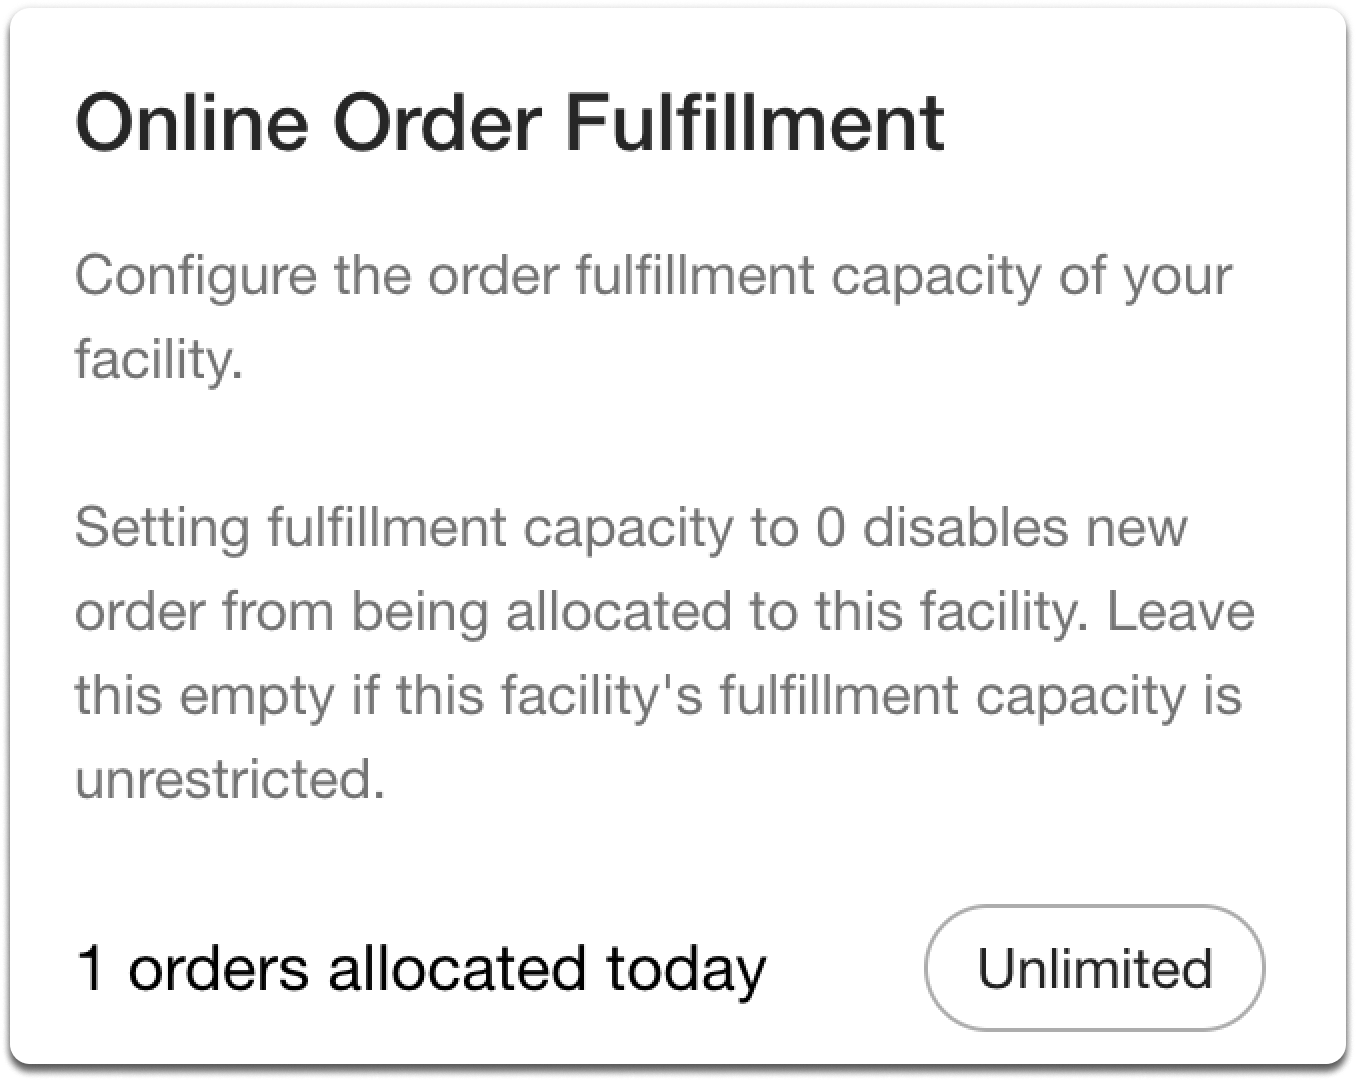 Online Order Fulfillment
Configure the order fulfillment capacity of your
facility.
Setting fulfillment capacity to 0 disables new
order from being allocated to this facility. Leave
this empty if this facility's fulfillment capacity is
unrestricted.
1 orders allocated today
Unlimited